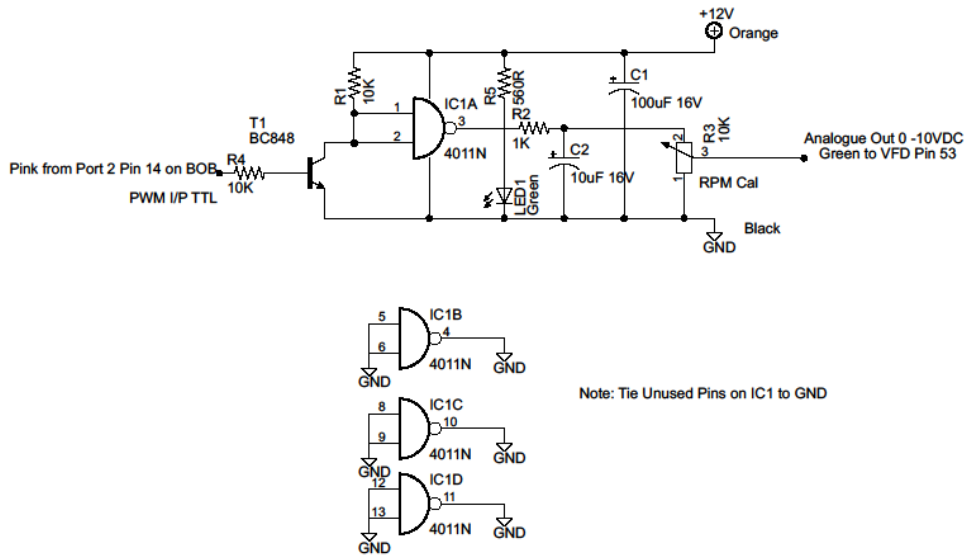 +12V
Orange
R1
10K
1
2
IC1A
3
4011N
R5
560R
R2
1K
C1
100uF 16V
T1
BC848
Pink from Port 2 Pin 14 on BOB
R4
10K
PWM I/P TTL
C2
10uF 16V
LED1
Green
2
3
1
R3
10K
RPM Cal
Analogue Out 0 -10VDC
Green to VFD Pin 53
GND
Black
5
6
IC1B
4
4011N
GND
GND
8
9
IC1C
10
4011N
GND
GND
12
13
IC1D
11
4011N
GND
GND
Note: Tie Unused Pins on IC1 to GND